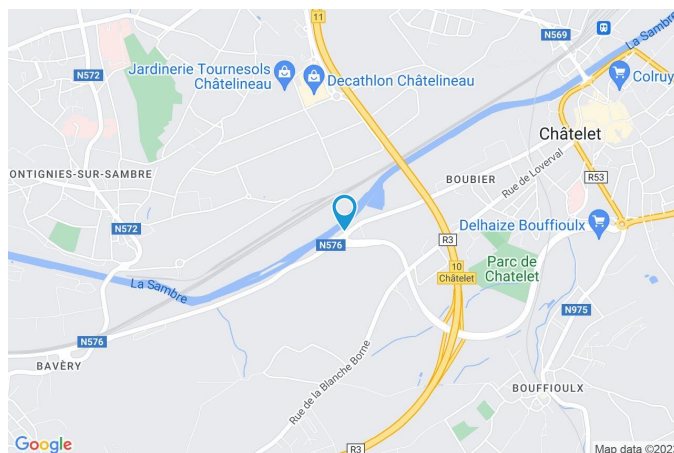 11
N569
La Sambre
N572
Jardinerie Tournesols
Châtelineau
Decathlon Châtelineau
Colruy
Châtelet
ONTIGNIES-SUR-SAMBRE
BOUBIER
Rue de Loverval
R53
N572
Delhaize Bouffioulx
N576
R3
Parc de
Chatelet
10
Châtelet
La Sambre
N975
N576
BAVÈRY
Rue de la Blanche Borne
BOUFFIOULX
Google
R3
Map data ©202